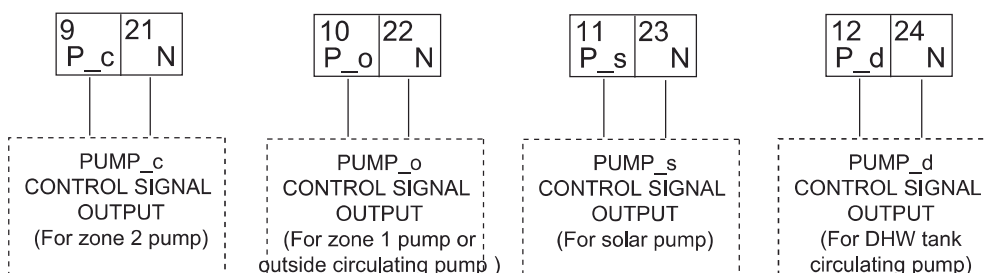 9 21
P_c N
10 22
P_o N
11 23
P_s N
12 24
P_d N
PUMP_c
CONTROL SIGNAL
OUTPUT
(For zone 2 pump)
PUMP_o
CONTROL SIGNAL
OUTPUT
(For zone 1 pump or
outside circulating pump )
PUMP_s
CONTROL SIGNAL
OUTPUT
(For solar pump)
PUMP_d
CONTROL SIGNAL
OUTPUT
(For DHW tank
circulating pump)